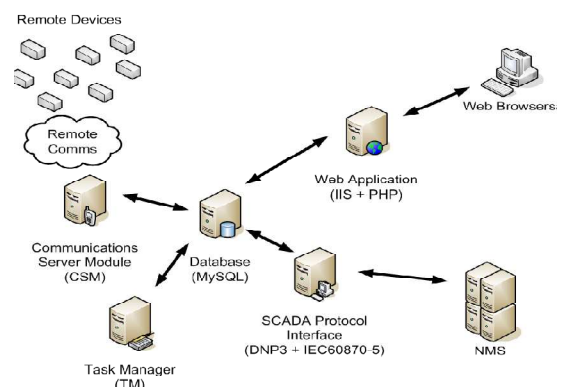 Remote Devices
Remote
Comms
Web Browsers
Web Application
(IIS + PHP)
Communications
Server Module
(CSM)
Database
(MySQL)
SCADA Protocol
Interface
(DNP3 + IEC60870-5)
NMS
Task Manager
(TM)